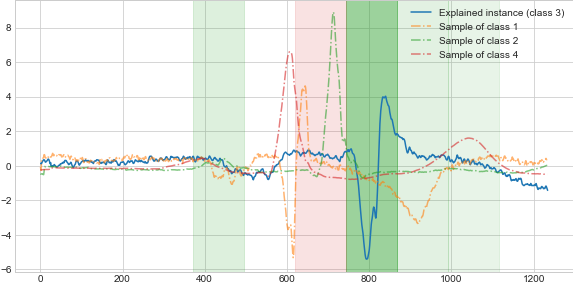 Explained instance (class 3)
Sample of class 1
Sample of class 2
Sample of class 4
8
6
4
2
0
−2
−4
−6
0 200 400 600 800 1000 1200